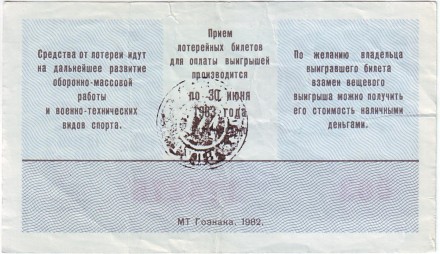 Средства от лотереи идут
на дальнейшее развитие
оборонно-массовой
работы
и военно-технических
видов спорта.
Прием
лотерейных билетов
для оплаты выигрышей
производится
по 30 июня
1983 года
По желанию владельца
выигравшего билета
взамен вещевого
выигрыша можно получить
его стоимость наличными
деньгами.
МТ Гознака. 1982.